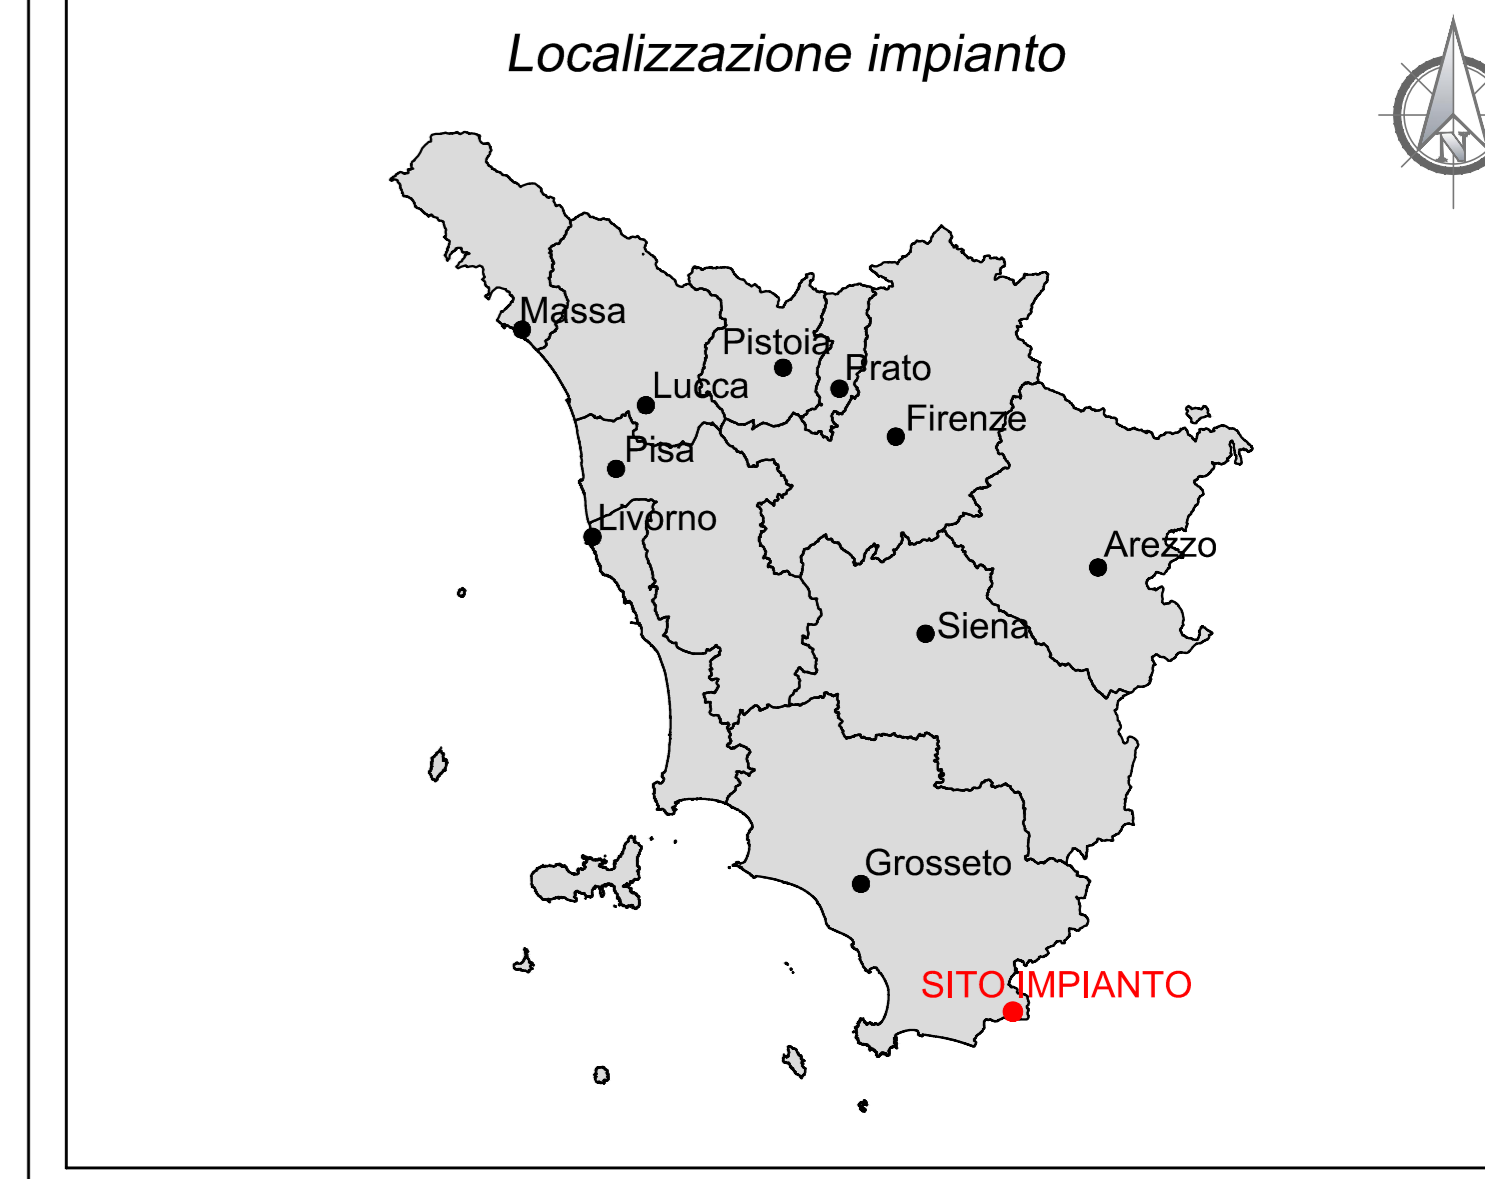 Localizzazione impianto
N
Massa
Pistoia
Prato
Lucca
Firenze
Pisa
Livorno
Arezzo
Siena
Grosseto
SITO IMPIANTO